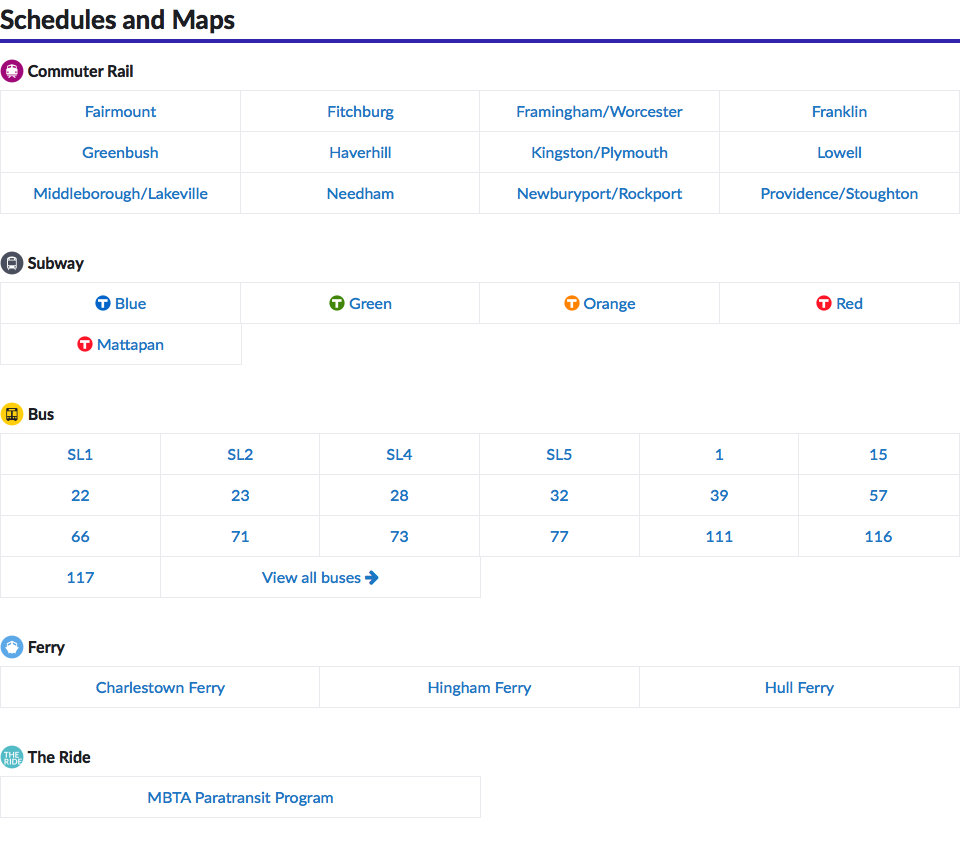 Schedules and Maps
Commuter Rail
Fairmount Fitchburg Framingham/Worcester Franklin
Greenbush Haverhill Kingston/Plymouth Lowell
Middleborough/Lakeville Needham Newburyport/Rockport Providence/Stoughton
Subway
T Blue T Green T Orange T Red
T Mattapan
Bus
SL1 SL2 SL4 SL5 1 15
22 23 28 32 39 57
66 71 73 77 111 116
117 View all buses
Ferry
Charlestown Ferry Hingham Ferry Hull Ferry
THE RIDE The Ride
MBTA Paratransit Program